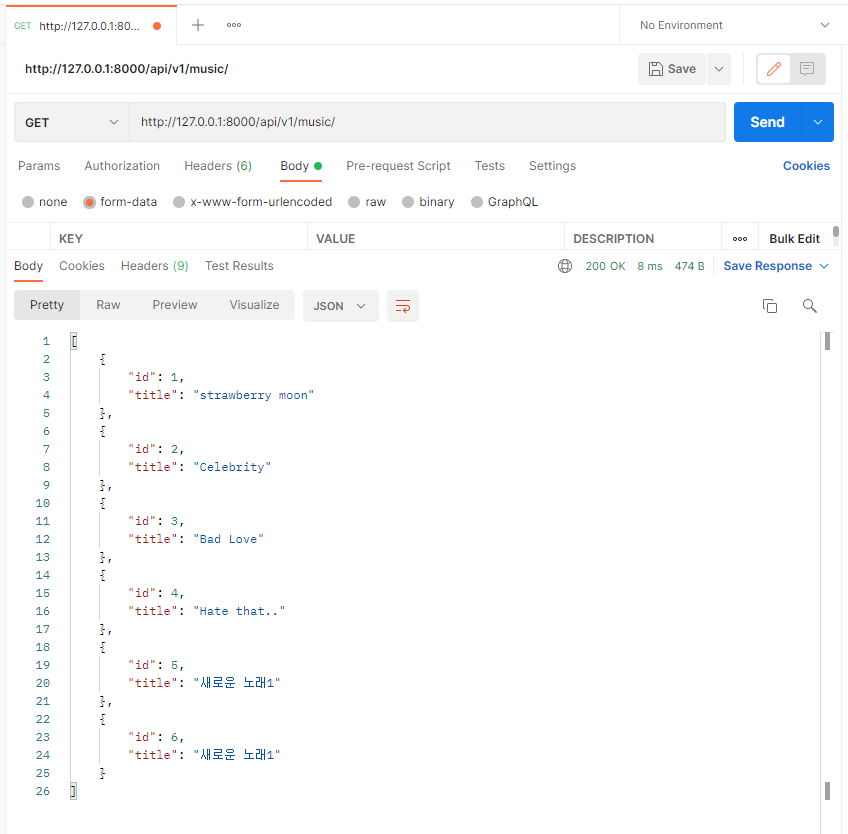 GET http://127.0.0.1:80... No Environment
http://127.0.0.1:8000/api/v1/music/ Save
GET http://127.0.0.1:8000/api/v1/music/ Send
Params Authorization Headers (6) Body Pre-request Script Tests Settings Cookies
none form-data x-www-form-urlencoded raw binary GraphQL
KEY VALUE DESCRIPTION Bulk Edit
Body Cookies Headers (9) Test Results 200 OK 8 ms 474 B Save Response
Pretty Raw Preview Visualize JSON
1 [
2 {
3 "id": 1,
4 "title": "strawberry moon"
5 },
6 {
7 "id": 2,
8 "title": "Celebrity"
9 },
10 {
11 "id": 3,
12 "title": "Bad Love"
13 },
14 {
15 "id": 4,
16 "title": "Hate that.."
17 },
18 {
19 "id": 5,
20 "title": "새로운 노래1"
21 },
22 {
23 "id": 6,
24 "title": "새로운 노래1"
25 }
26 ]